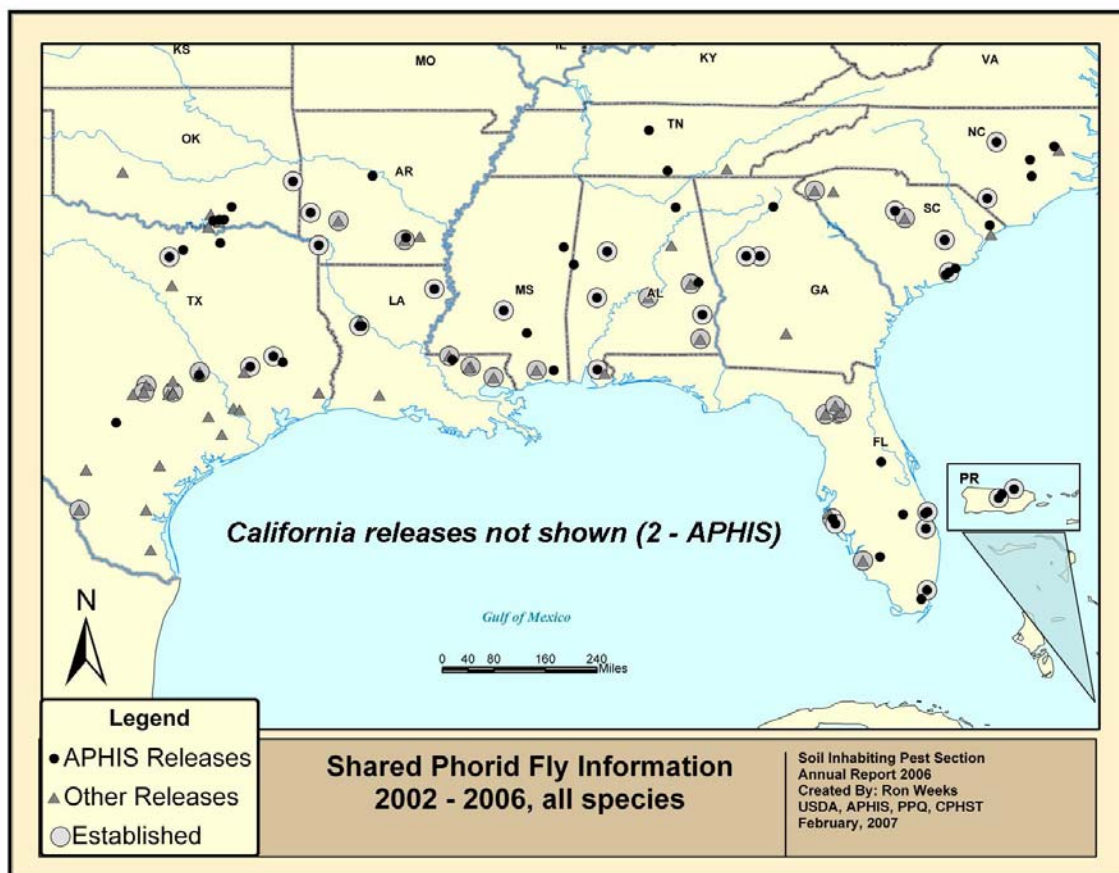 KS
MO
IL
KY
VA
OK
AR
TN
NC
SC
TX
LA
MS
AL
GA
FL
PR
California releases not shown (2 - APHIS)
Gulf of Mexico
N
0 40 80 160 240
Miles
Legend
APHIS Releases
Other Releases
Established
Shared Phorid Fly Information
2002 - 2006, all species
Soil Inhabiting Pest Section
Annual Report 2006
Created By: Ron Weeks
USDA, APHIS, PPQ, CPHST
February, 2007